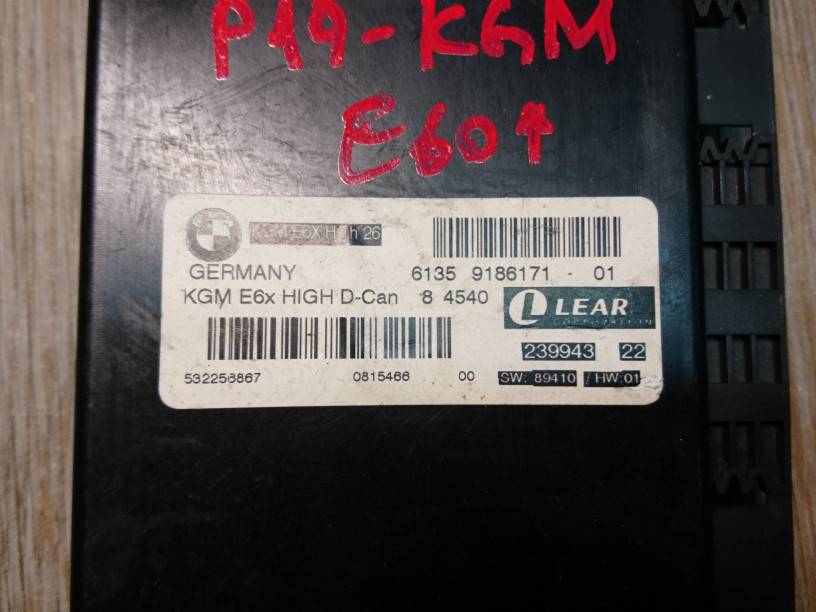 P19-KGM
E60↑
KGM E6X High 26
GERMANY 6135 9186171 - 01
KGM E6x HIGH D-Can 8 4540 LEAR
CORPORATION
239943 22
532256867 0815466 00 SW: 89410 HW:01